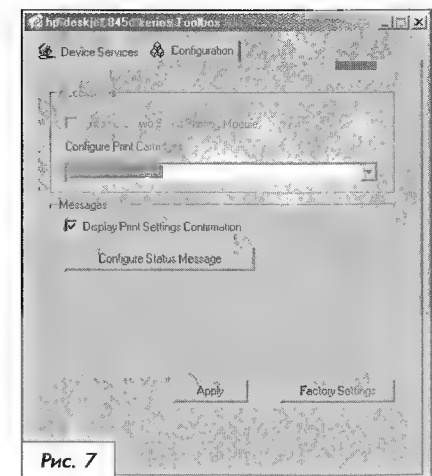 hp deskjet 845c series Toolbox
Device Services Configuration
Configure Print
Messages
Display Print Settings Confirmation
Configure Status Message
Apply Factory Settings
Рис. 7